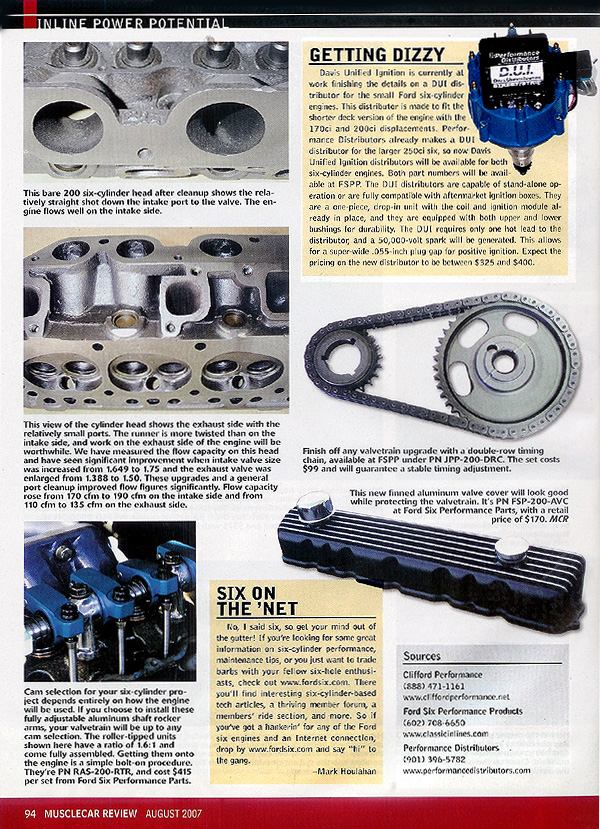 INLINE POWER POTENTIAL
This bare 200 six-cylinder head after cleanup shows the rela-
tively straight shot down the intake port to the valve. The en-
gine flows well on the intake side.
This view of the cylinder head shows the exhaust side with the
relatively small ports. The runner is more twisted than on the
intake side, and work on the exhaust side of the engine will be
worthwhile. We have measured the flow capacity on this head
and have seen significant improvement when intake valve size
was increased from 1.649 to 1.75 and the exhaust valve was
enlarged from 1.388 to 1.50. These upgrades and a general
port cleanup improved flow figures significantly. Flow capacity
rose from 170 cfm to 190 cfm on the intake side and from
110 cfm to 135 cfm on the exhaust side.
Cam selection for your six-cylinder pro-
ject depends entirely on how the engine
will be used. If you choose to install these
fully adjustable aluminum shaft rocker
arms, your valvetrain will be up to any
cam selection. The roller-tipped units
shown here have a ratio of 1.6:1 and
come fully assembled. Getting them onto
the engine is a simple bolt-on procedure.
They're PN RAS-200-RTR, and cost $415
per set from Ford Six Performance Parts.
GETTING DIZZY
Davis Unified Ignition is currently at
work finishing the details on a DUI dis-
tributor for the small Ford six-cylinder
engines. This distributor is made to fit the
shorter deck version of the engine with the
170ci and 200ci displacements. Perfor-
mance Distributors already makes a DUI
distributor for the larger 250ci six, so now Davis
Unified Ignition distributors will be available for both
six-cylinder engines. Both part numbers will be avail-
able at FSPP. The DUI distributors are capable of stand-alone op-
eration or are fully compatible with aftermarket ignition boxes. They
are a one-piece, drop-in unit with the coil and ignition module al-
ready in place, and they are equipped with both upper and lower
bushings for durability. The DUI requires only one hot lead to the
distributor, and a 50,000-volt spark will be generated. This allows
for a super-wide .055-inch plug gap for positive ignition. Expect the
pricing on the new distributor to be between $325 and $400.
Performance
Distributors
D.U.I.
Finish off any valvetrain upgrade with a double-row timing
chain, available at FSPP under PN JPP-200-DRC. The set costs
$99 and will guarantee a stable timing adjustment.
This new finned aluminum valve cover will look good
while protecting the valvetrain. It's PN FSP-200-AVC
at Ford Six Performance Parts, with a retail
price of $170. MCR
SIX ON
THE 'NET
No, I said six, so get your mind out of
the gutter! If you're looking for some great
information on six-cylinder performance,
maintenance tips, or you just want to trade
barbs with your fellow six-hole enthusi-
asts, check out www.fordsix.com. There
you'll find interesting six-cylinder-based
tech articles, a thriving member forum, a
members' ride section, and more. So if
you've got a hankerin' for any of the Ford
six engines and an Internet connection,
drop by www.fordsix.com and say "hi" to
the gang.
–Mark Houlahan
Sources
Clifford Performance
(888) 471-1161
www.cliffordperformance.net
Ford Six Performance Products
(602) 708-6650
www.classicinlines.com
Performance Distributors
(901) 396-5782
www.performancedistributors.com
94 MUSCLECAR REVIEW AUGUST 2007